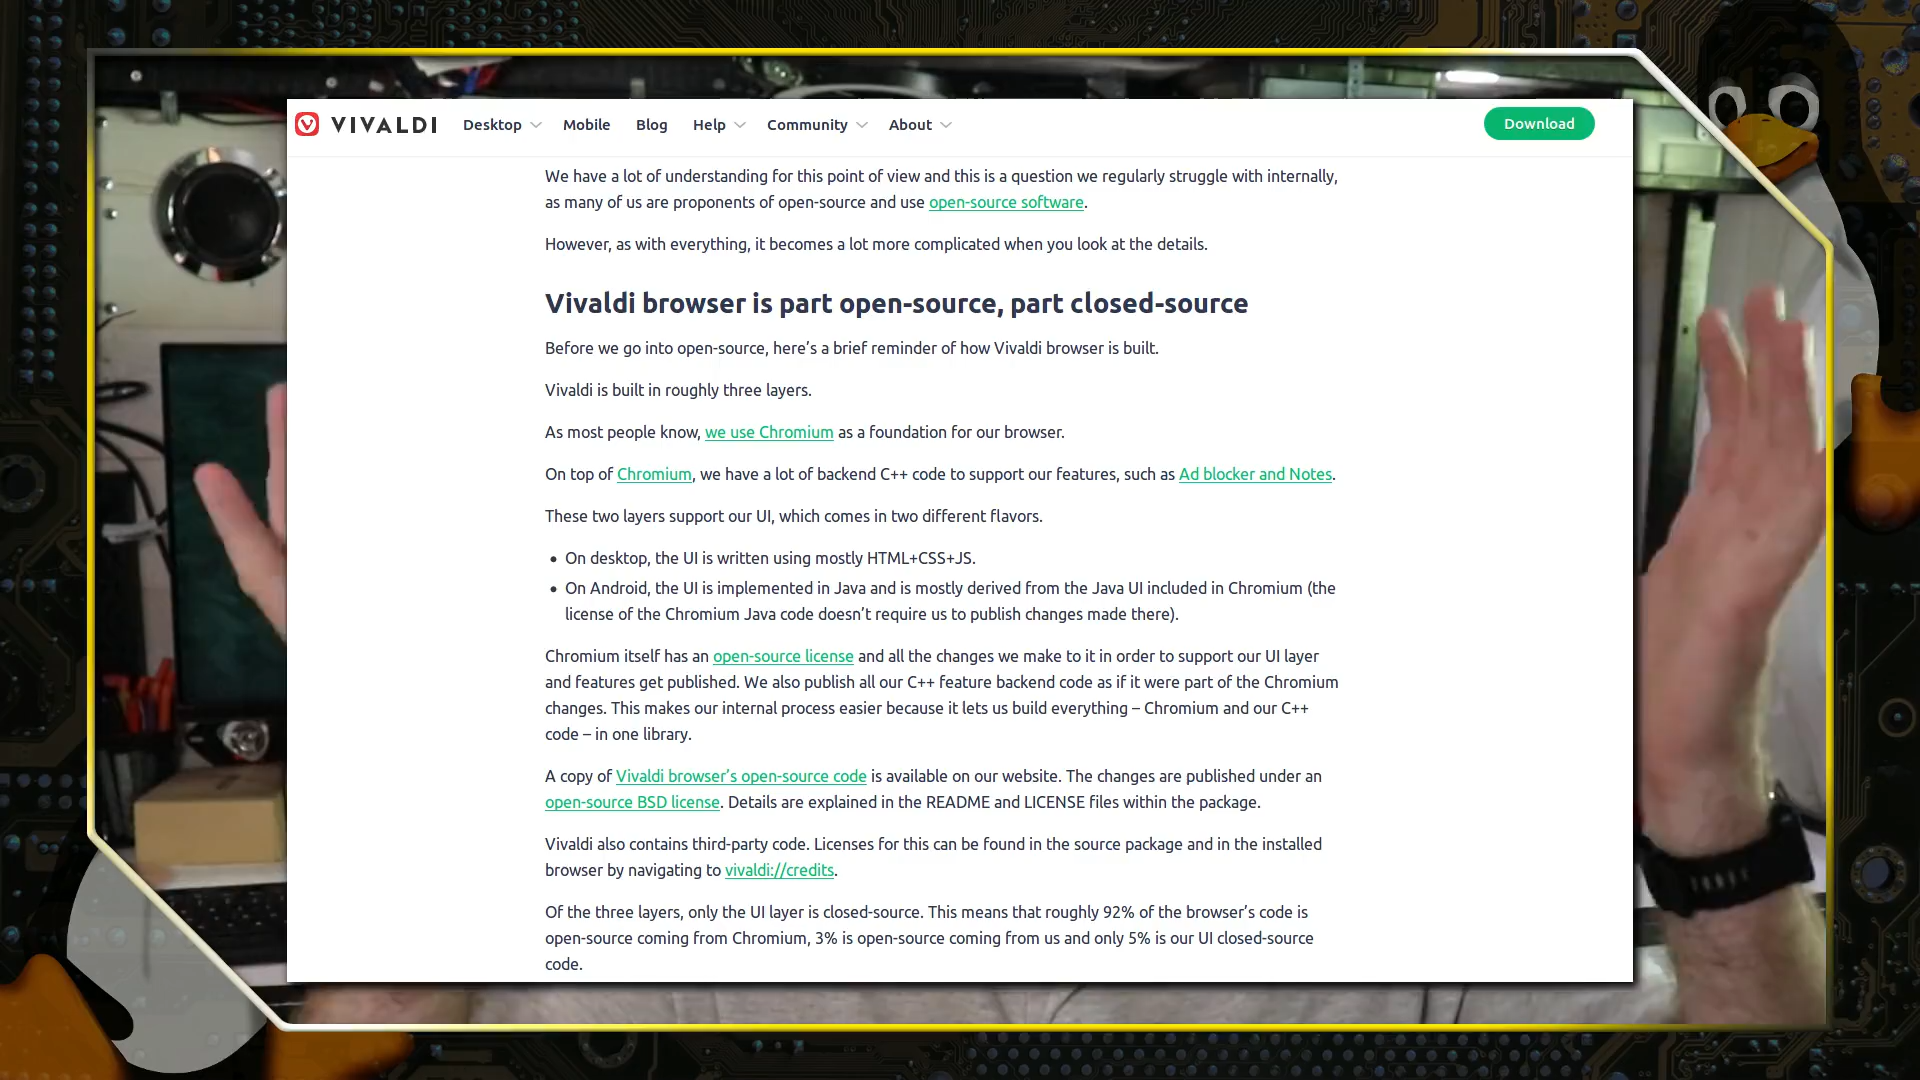 VIVALDI Desktop Mobile Blog Help Community About Download
We have a lot of understanding for this point of view and this is a question we regularly struggle with internally,
as many of us are proponents of open-source and use open-source software.
However, as with everything, it becomes a lot more complicated when you look at the details.
Vivaldi browser is part open-source, part closed-source
Before we go into open-source, here’s a brief reminder of how Vivaldi browser is built.
Vivaldi is built in roughly three layers.
As most people know, we use Chromium as a foundation for our browser.
On top of Chromium, we have a lot of backend C++ code to support our features, such as Ad blocker and Notes.
These two layers support our UI, which comes in two different flavors.
• On desktop, the UI is written using mostly HTML+CSS+JS.
• On Android, the UI is implemented in Java and is mostly derived from the Java UI included in Chromium (the
license of the Chromium Java code doesn’t require us to publish changes made there).
Chromium itself has an open-source license and all the changes we make to it in order to support our UI layer
and features get published. We also publish all our C++ feature backend code as if it were part of the Chromium
changes. This makes our internal process easier because it lets us build everything – Chromium and our C++
code – in one library.
A copy of Vivaldi browser’s open-source code is available on our website. The changes are published under an
open-source BSD license. Details are explained in the README and LICENSE files within the package.
Vivaldi also contains third-party code. Licenses for this can be found in the source package and in the installed
browser by navigating to vivaldi://credits.
Of the three layers, only the UI layer is closed-source. This means that roughly 92% of the browser’s code is
open-source coming from Chromium, 3% is open-source coming from us and only 5% is our UI closed-source
code.